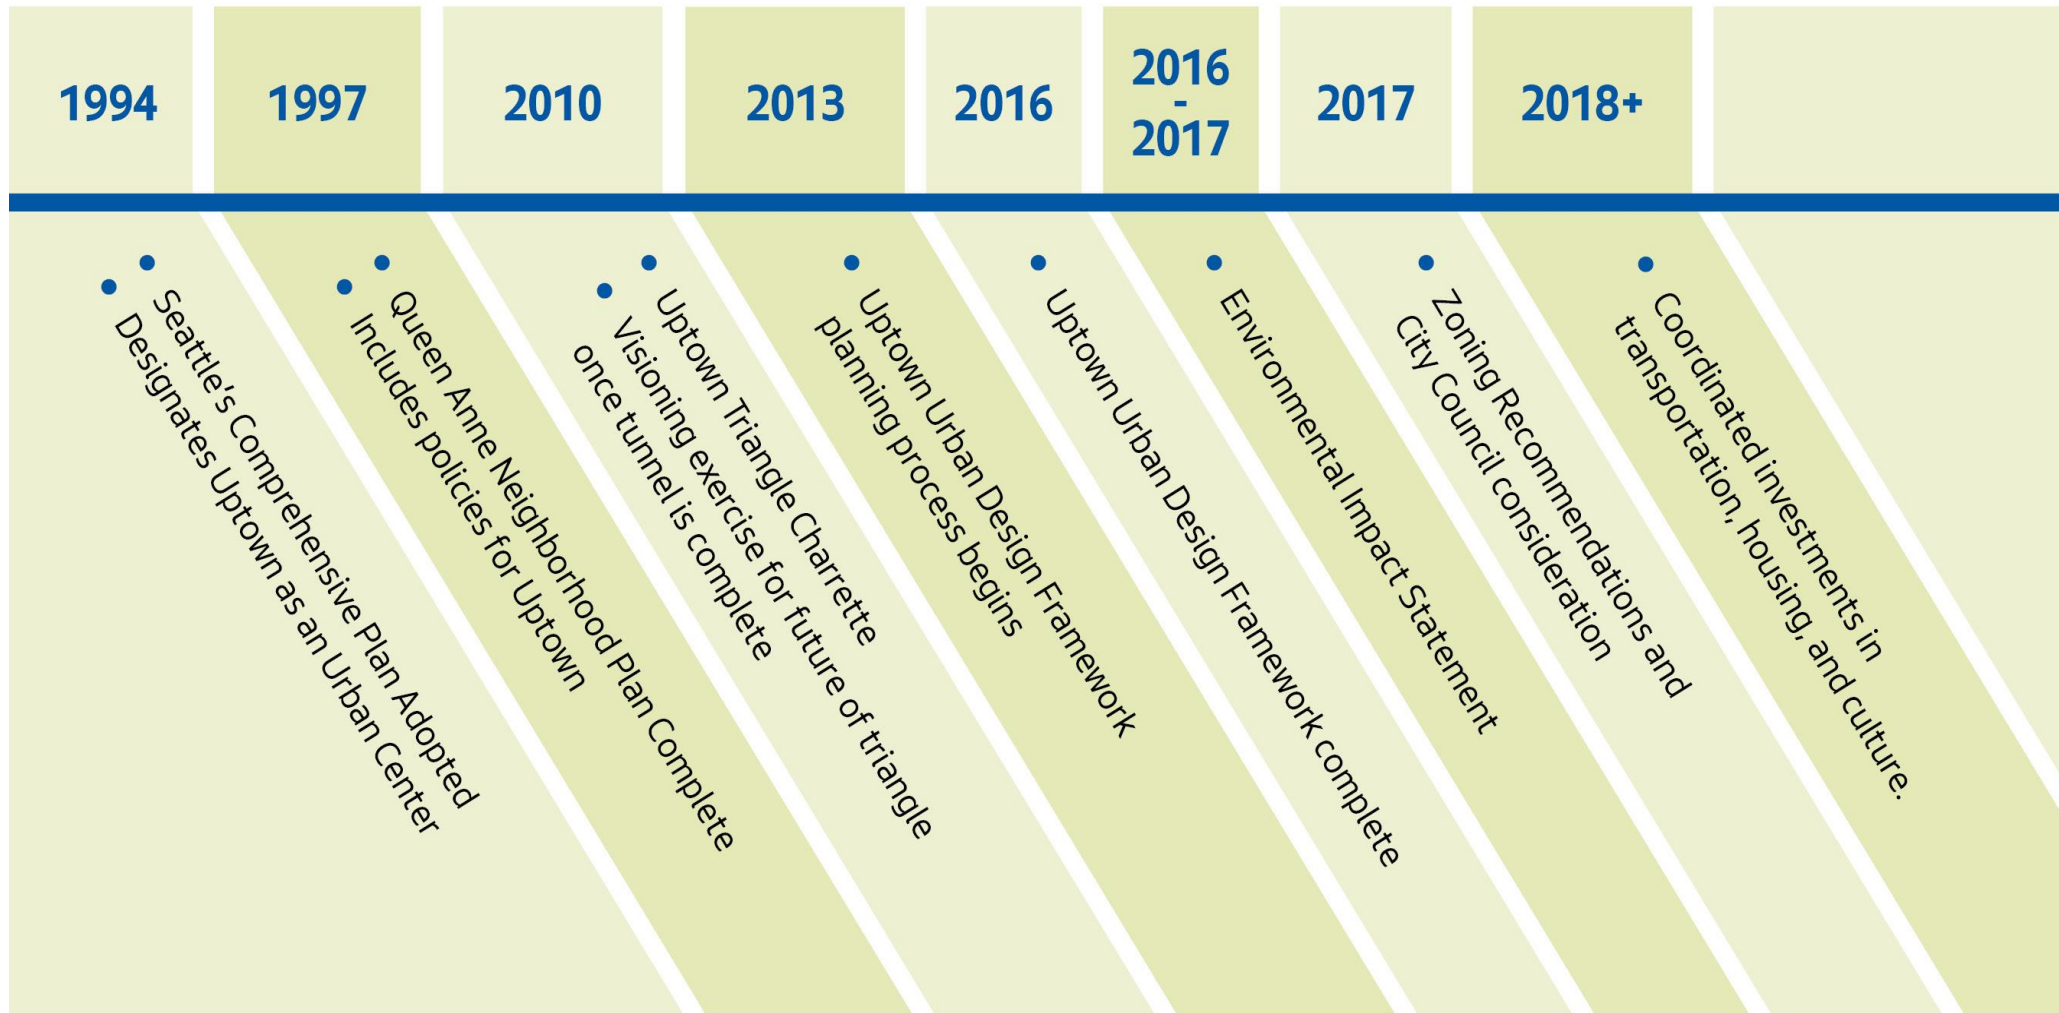 1994
1997
2010
2013
2016
2016
-
2017
2017
2018+
• Seattle's Comprehensive Plan Adopted
• Designates Uptown as an Urban Center
• Queen Anne Neighborhood Plan Complete
• Includes policies for Uptown
• Uptown Triangle Charrette
• Visioning exercise for future of triangle
once tunnel is complete
• Uptown Urban Design Framework
planning process begins
• Uptown Urban Design Framework complete
• Environmental Impact Statement
• Zoning Recommendations and
City Council consideration
• Coordinated investments in
transportation, housing, and culture.